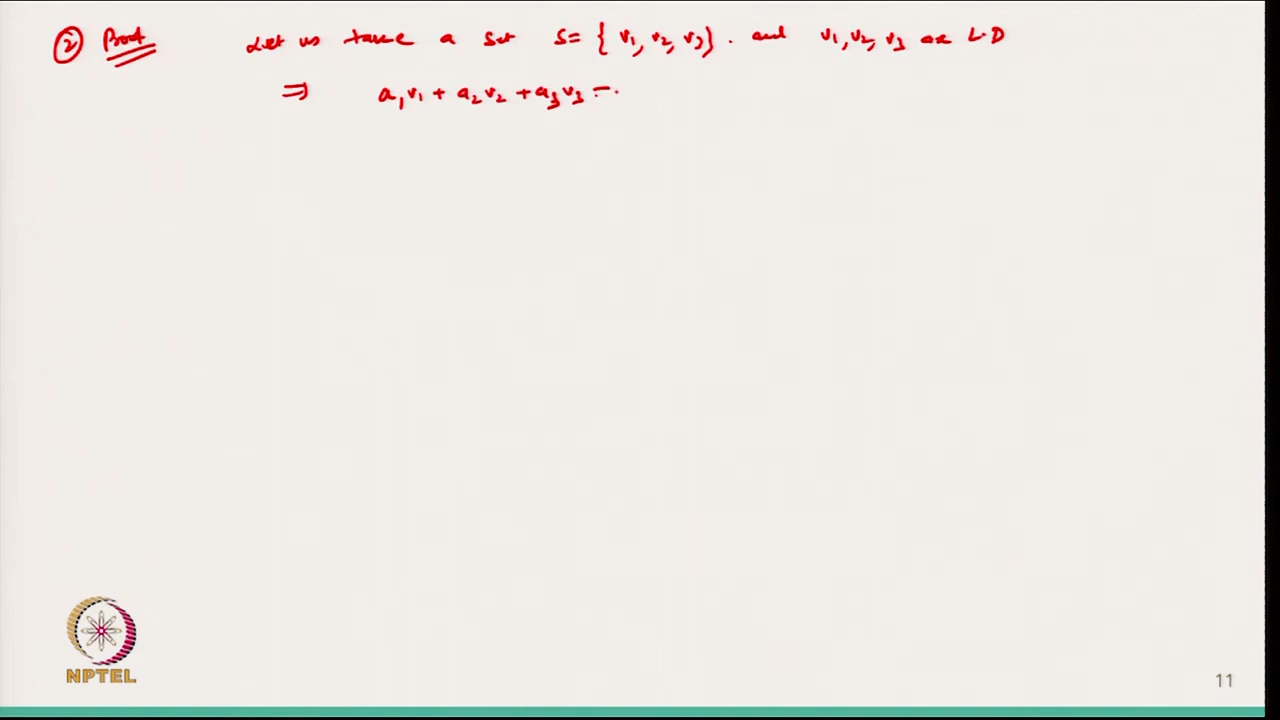 ② Proof Let us take a set S = { v₁, v₂, v₃} . and v₁, v₂, v₃ are L.D
⇒ a₁v₁ + a₂v₂ + a₃v₃ =
NPTEL
11